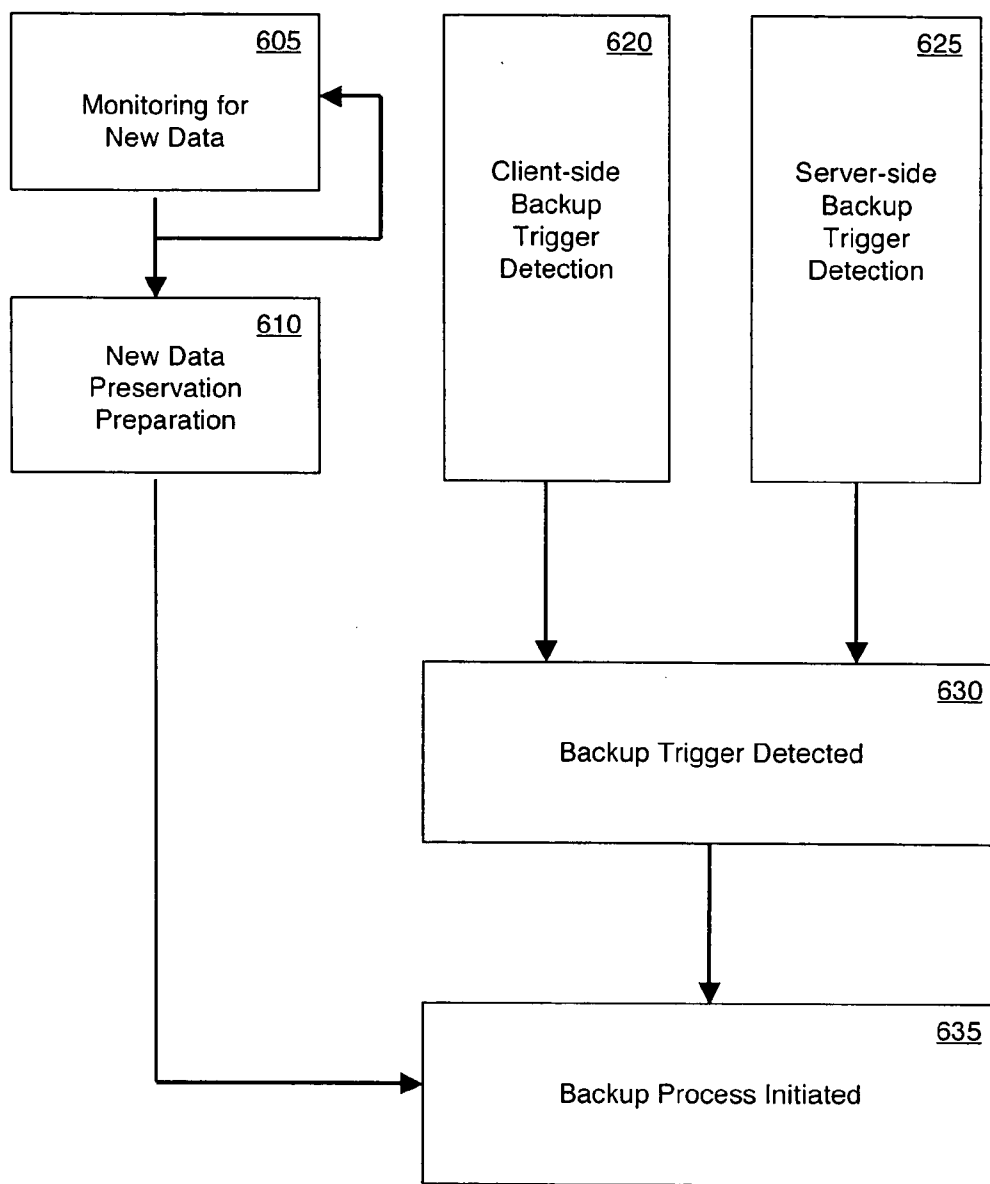 605
Monitoring for
New Data
610
New Data
Preservation
Preparation
620
Client-side
Backup
Trigger
Detection
625
Server-side
Backup
Trigger
Detection
630
Backup Trigger Detected
635
Backup Process Initiated